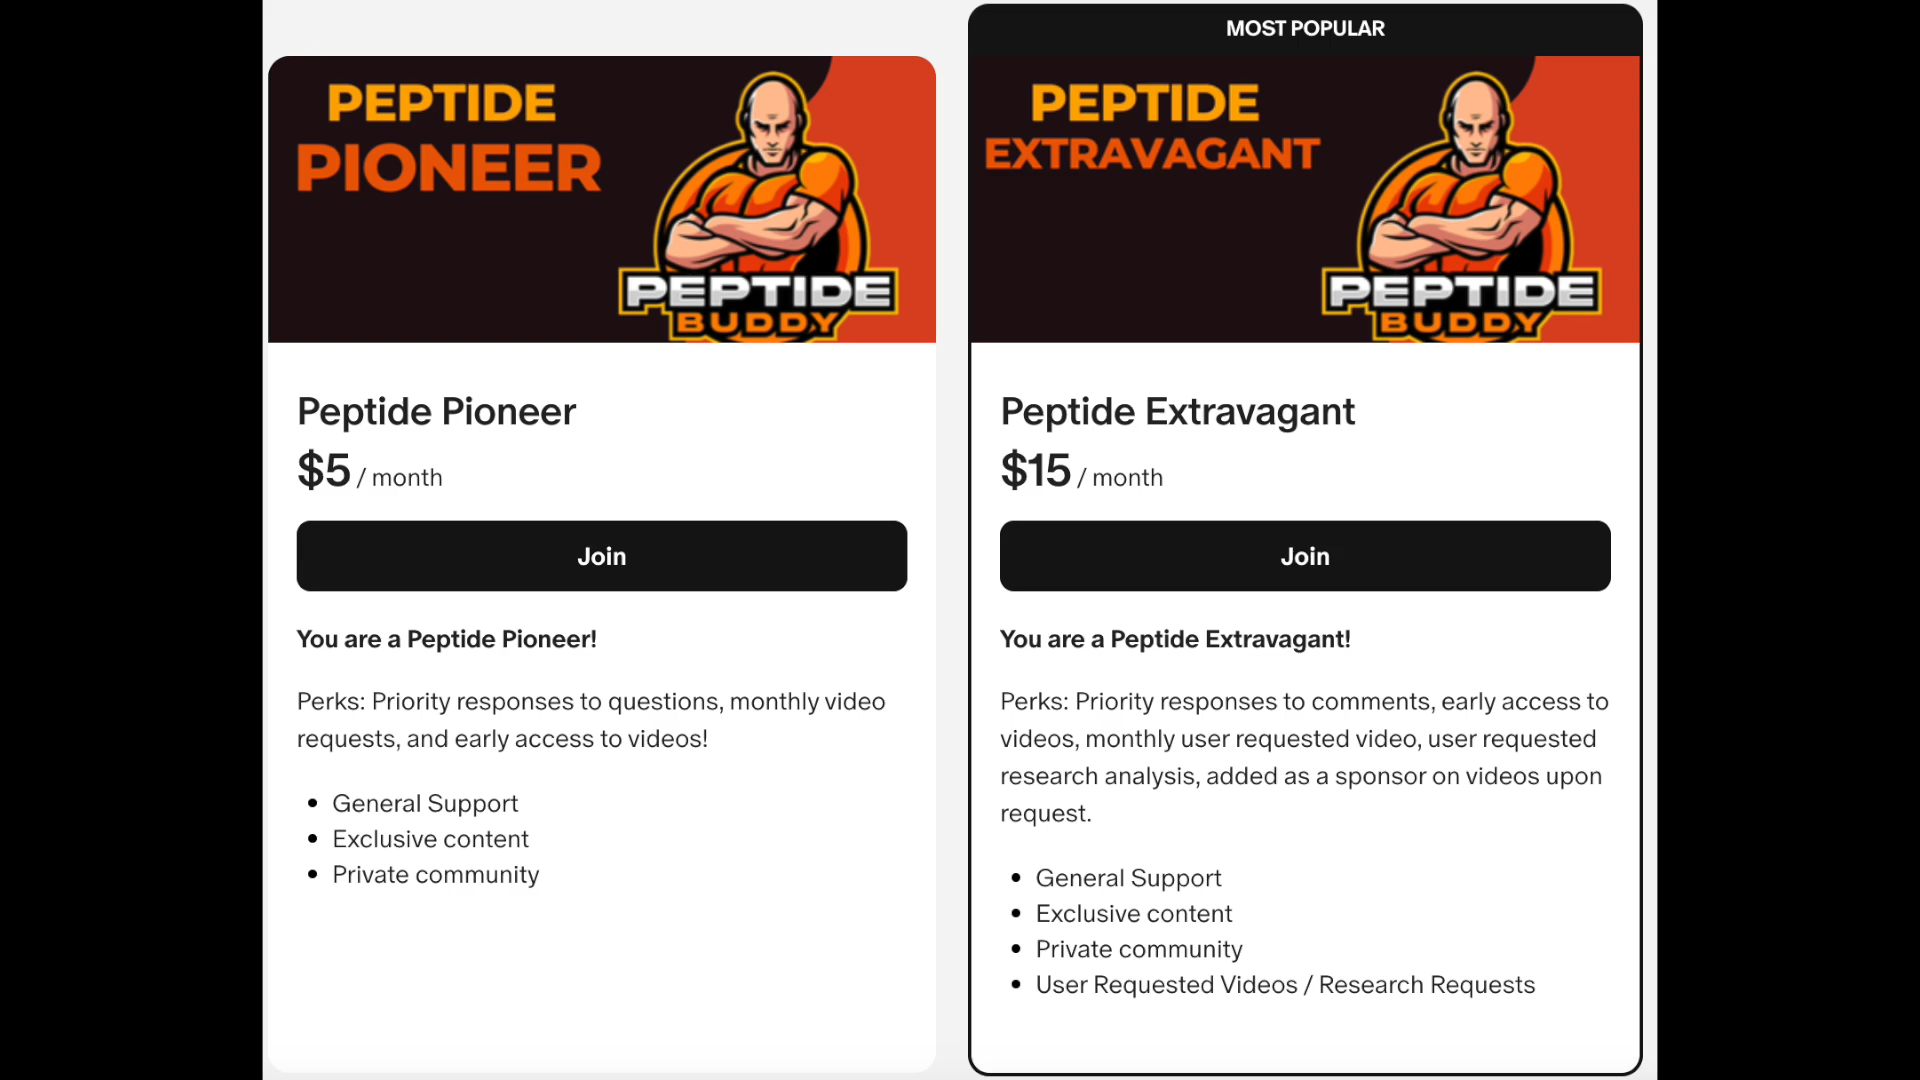 PEPTIDE
PIONEER
PEPTIDE
BUDDY
Peptide Pioneer
$5 / month
Join
You are a Peptide Pioneer!
Perks: Priority responses to questions, monthly video
requests, and early access to videos!
• General Support
• Exclusive content
• Private community
MOST POPULAR
PEPTIDE
EXTRAVAGANT
PEPTIDE
BUDDY
Peptide Extravagant
$15 / month
Join
You are a Peptide Extravagant!
Perks: Priority responses to comments, early access to
videos, monthly user requested video, user requested
research analysis, added as a sponsor on videos upon
request.
• General Support
• Exclusive content
• Private community
• User Requested Videos / Research Requests